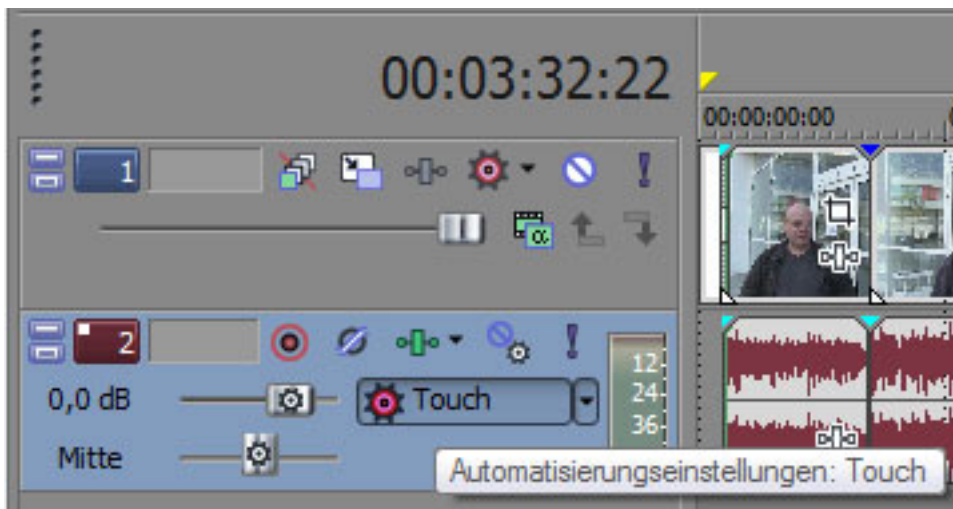 00:03:32:22
00:00:00:00
1
2
12
24
36
0,0 dB
Touch
Mitte
Automatisierungseinstellungen: Touch